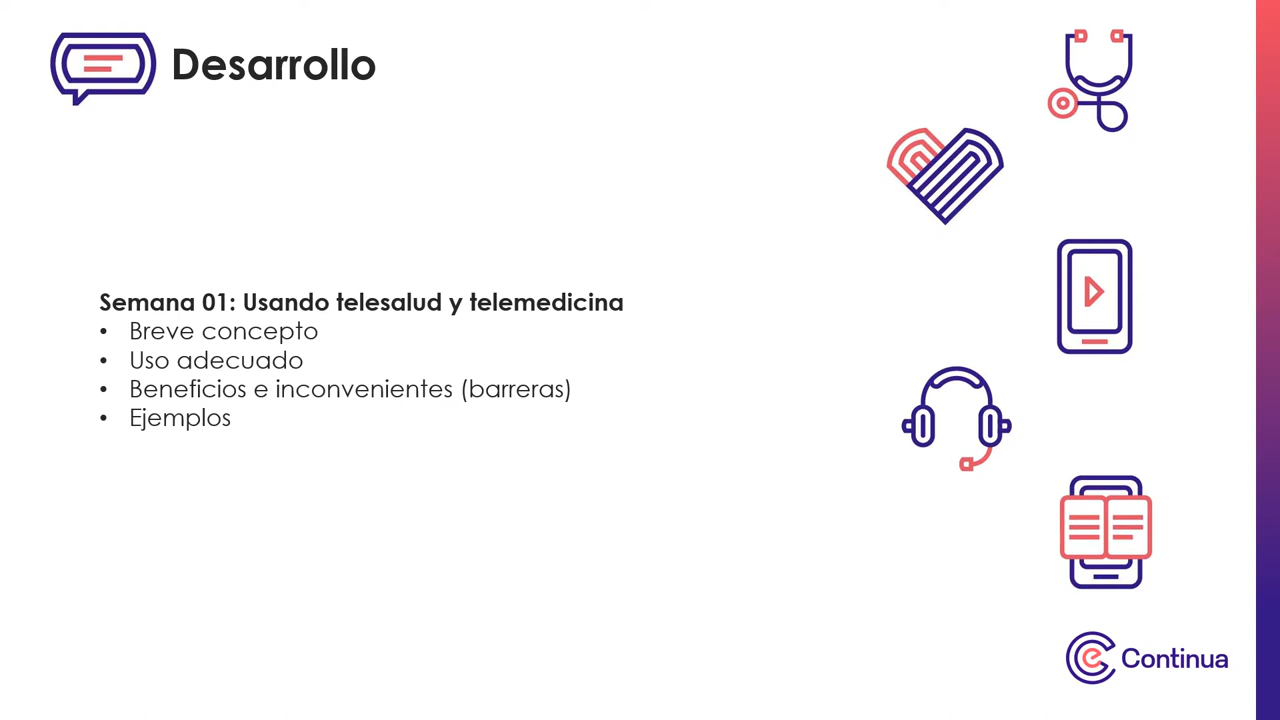 Desarrollo
Semana 01: Usando telesalud y telemedicina
• Breve concepto
• Uso adecuado
• Beneficios e inconvenientes (barreras)
• Ejemplos
e Continua